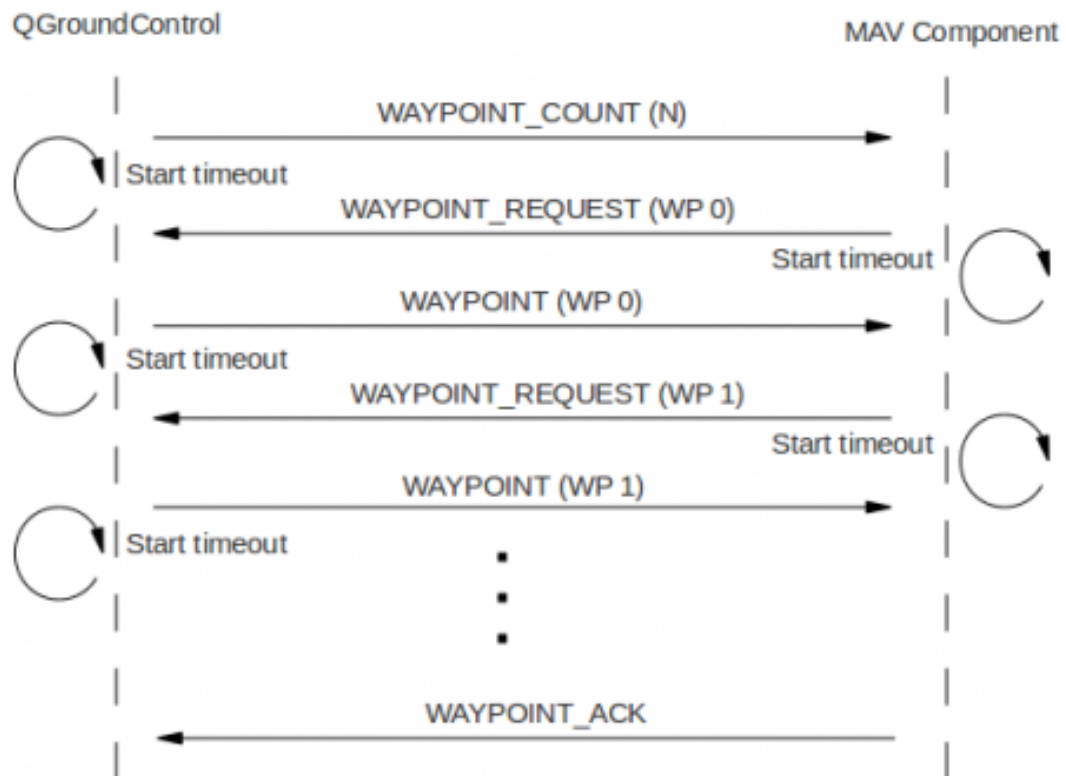 QGroundControl
MAV Component
WAYPOINT_COUNT (N)
Start timeout
WAYPOINT_REQUEST (WP 0)
Start timeout
WAYPOINT (WP 0)
Start timeout
WAYPOINT_REQUEST (WP 1)
Start timeout
WAYPOINT (WP 1)
Start timeout
WAYPOINT_ACK